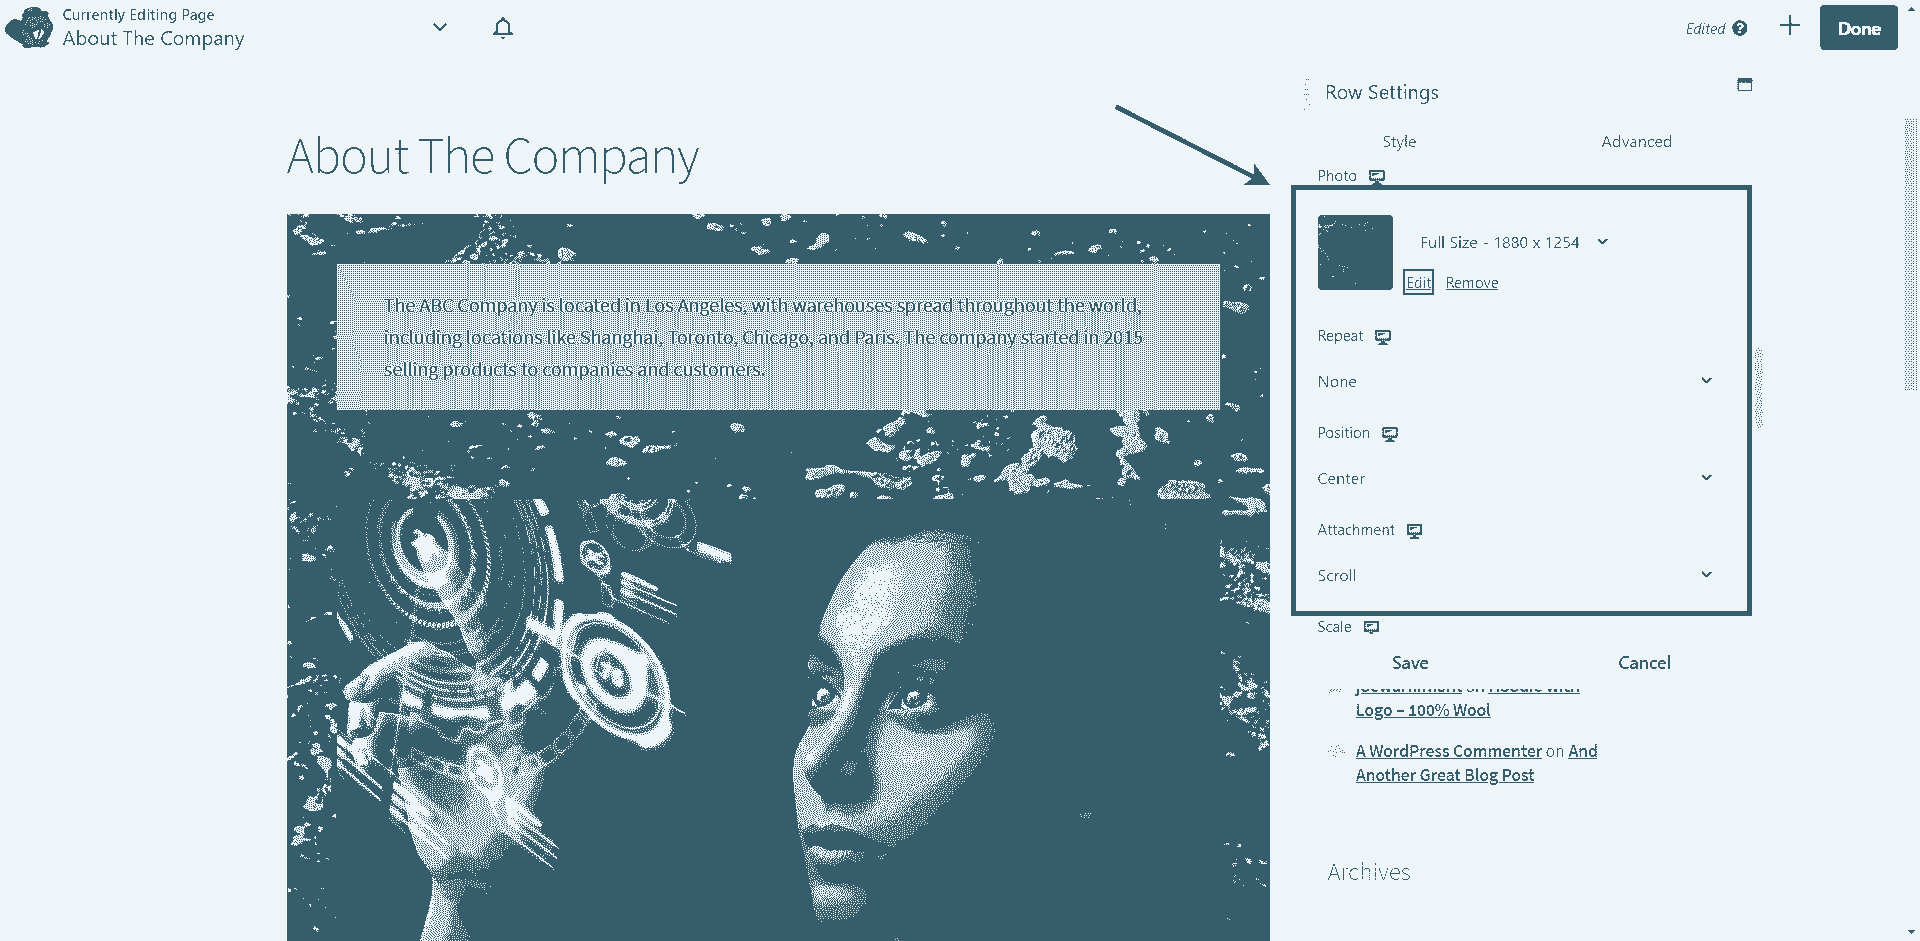 Currently Editing Page
About The Company
Edited
Done
Row Settings
Style
Advanced
Photo
Full Size - 1880 x 1254
Edit
Remove
Repeat
None
Position
Center
Attachment
Scroll
Scale
Save
Cancel
About The Company
The ABC Company is located in Los Angeles, with warehouses spread throughout the world,
including locations like Shanghai, Toronto, Chicago, and Paris. The company started in 2015
selling products to companies and customers.
on Hoodie with
Logo – 100% Wool
A WordPress Commenter on And
Another Great Blog Post
Archives